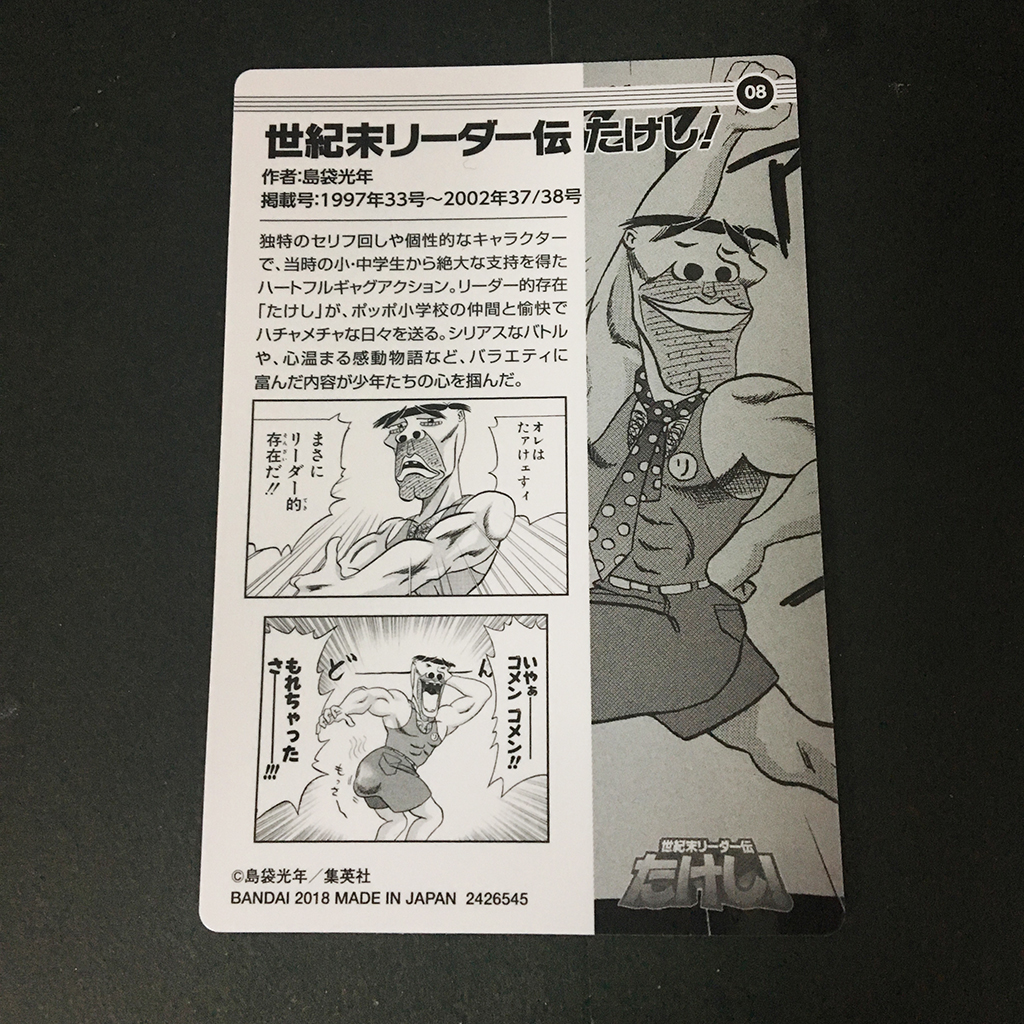 08
世紀末リーダー伝たけし!
作者:島袋光年
掲載号:1997年33号〜2002年37/38号
独特のセリフ回しや個性的なキャラクター
で、当時の小・中学生から絶大な支持を得た
ハートフルギャグアクション。リーダー的存在
「たけし」が、ポッポ小学校の仲間と愉快で
ハチャメチャな日々を送る。シリアスなバトル
や、心温まる感動物語など、バラエティに
富んだ内容が少年たちの心を掴んだ。
オレは
たァけェすィ
まさに
リーダー的
存在だ!!
リ
いやぁ――
ゴメン ゴメン!!
どん
もれちゃった
さ――!!!
もっさ〜
世紀末リーダー伝
たけし!
©島袋光年/集英社
BANDAI 2018 MADE IN JAPAN 2426545